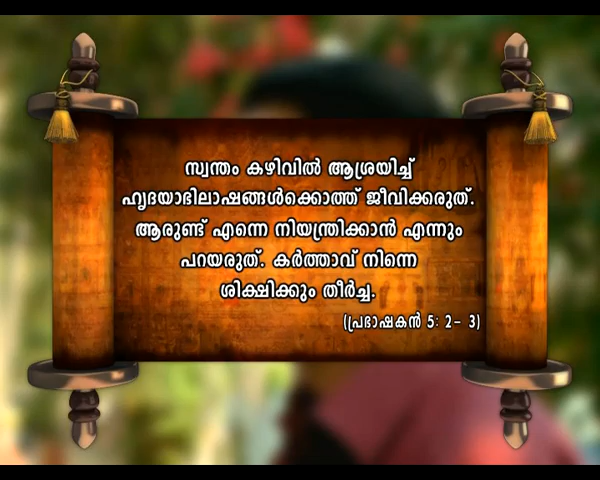 സ്വന്തം കഴിവിൽ ആശ്രയിച്ച്
ഹൃദയാഭിലാഷങ്ങൾക്കൊത്ത് ജീവിക്കരുത്.
ആരുണ്ട് എന്നെ നിയന്ത്രിക്കാൻ എന്നും
പറയരുത്. കർത്താവ് നിന്നെ
ശിക്ഷിക്കും തീർച്ച.
(പ്രഭാഷകൻ 5: 2- 3)